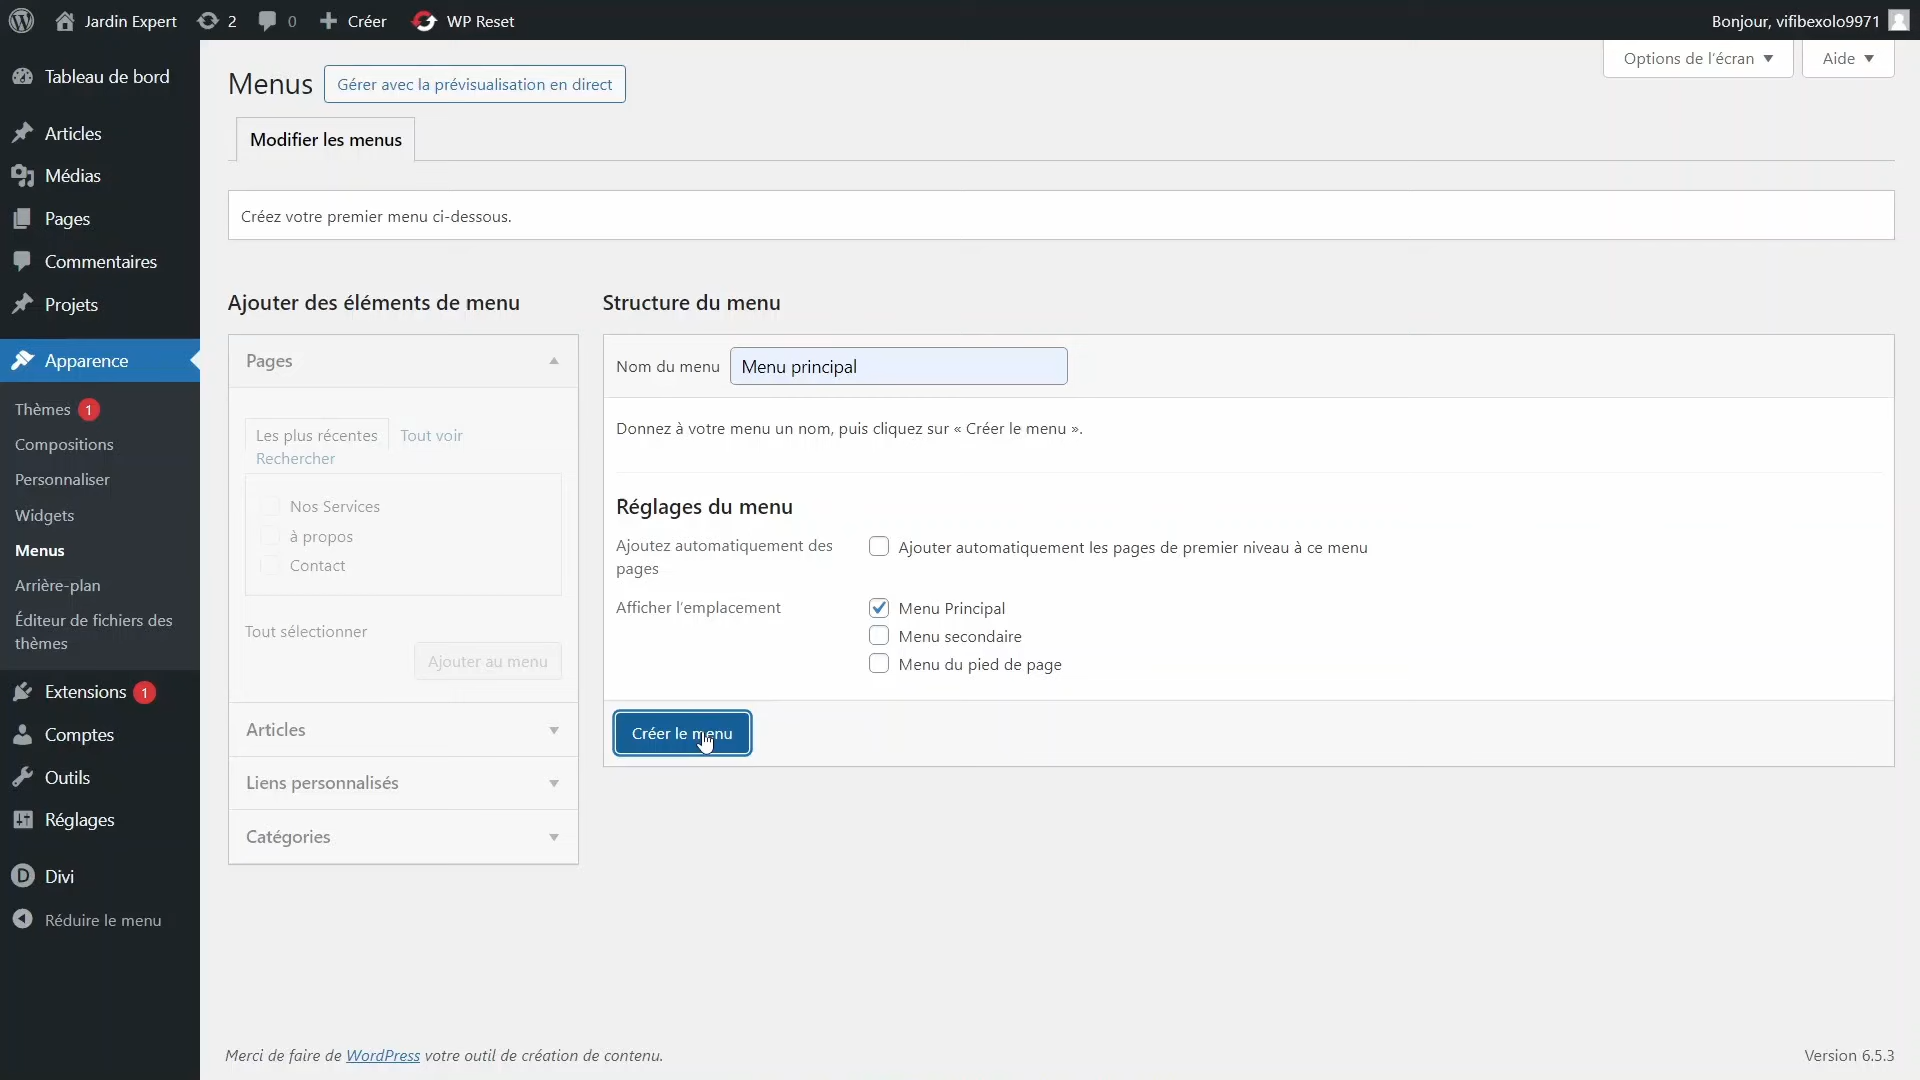 Jardin Expert 2 0 Créer WP Reset Bonjour, vifibexolo9971
Tableau de bord
Articles
Médias
Pages
Commentaires
Projets
Apparence
Thèmes 1
Compositions
Personnaliser
Widgets
Menus
Arrière-plan
Éditeur de fichiers des
thèmes
Extensions 1
Comptes
Outils
Réglages
D Divi
Réduire le menu
Options de l'écran Aide
Menus Gérer avec la prévisualisation en direct
Modifier les menus
Créez votre premier menu ci-dessous.
Ajouter des éléments de menu
Pages
Les plus récentes Tout voir
Rechercher
Nos Services
à propos
Contact
Tout sélectionner
Ajouter au menu
Articles
Liens personnalisés
Catégories
Structure du menu
Nom du menu Menu principal
Donnez à votre menu un nom, puis cliquez sur « Créer le menu ».
Réglages du menu
Ajoutez automatiquement des
pages
Ajouter automatiquement les pages de premier niveau à ce menu
Afficher l'emplacement
Menu Principal
Menu secondaire
Menu du pied de page
Créer le menu
Merci de faire de WordPress votre outil de création de contenu.
Version 6.5.3